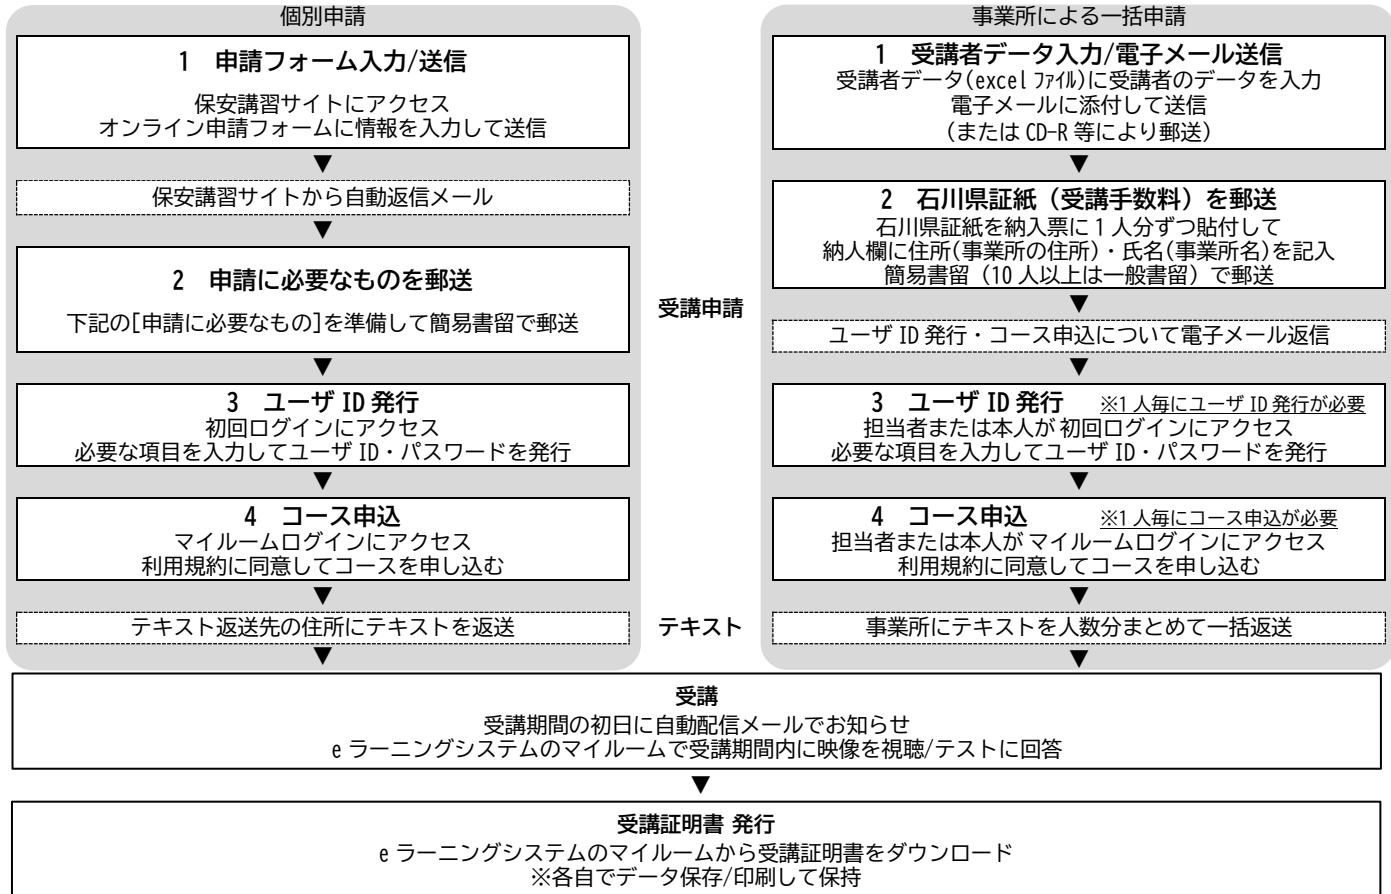 個別申請
1 申請フォーム入力/送信
保安講習サイトにアクセス
オンライン申請フォームに情報を入力して送信
▼
保安講習サイトから自動返信メール
▼
2 申請に必要なものを郵送
下記の[申請に必要なもの]を準備して簡易書留で郵送
▼
3 ユーザ ID 発行
初回ログインにアクセス
必要な項目を入力してユーザ ID・パスワードを発行
▼
4 コース申込
マイルームログインにアクセス
利用規約に同意してコースを申し込む
▼
テキスト返送先の住所にテキストを返送
▼
受講申請
テキスト
事業所による一括申請
1 受講者データ入力/電子メール送信
受講者データ(excel ファイル)に受講者のデータを入力
電子メールに添付して送信
(または CD-R 等により郵送)
▼
2 石川県証紙（受講手数料）を郵送
石川県証紙を納入票に 1 人分ずつ貼付して
納人欄に住所(事業所の住所)・氏名(事業所名)を記入
簡易書留（10 人以上は一般書留）で郵送
▼
ユーザ ID 発行・コース申込について電子メール返信
▼
3 ユーザ ID 発行 ※1 人毎にユーザ ID 発行が必要
担当者または本人が 初回ログインにアクセス
必要な項目を入力してユーザ ID・パスワードを発行
▼
4 コース申込 ※1 人毎にコース申込が必要
担当者または本人が マイルームログインにアクセス
利用規約に同意してコースを申し込む
▼
事業所にテキストを人数分まとめて一括返送
▼
受講
受講期間の初日に自動配信メールでお知らせ
e ラーニングシステムのマイルームで受講期間内に映像を視聴/テストに回答
▼
受講証明書 発行
e ラーニングシステムのマイルームから受講証明書をダウンロード
※各自でデータ保存/印刷して保持